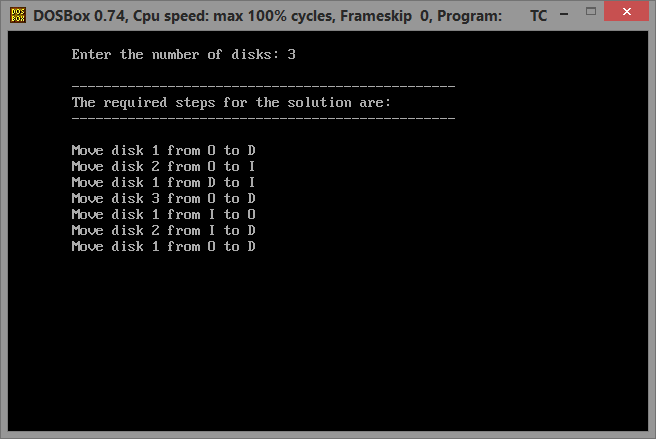 DOS
BOX
DOSBox 0.74, Cpu speed: max 100% cycles, Frameskip 0, Program: TC
Enter the number of disks: 3
------------------------------------------------
The required steps for the solution are:
------------------------------------------------
Move disk 1 from O to D
Move disk 2 from O to I
Move disk 1 from D to I
Move disk 3 from O to D
Move disk 1 from I to O
Move disk 2 from I to D
Move disk 1 from O to D